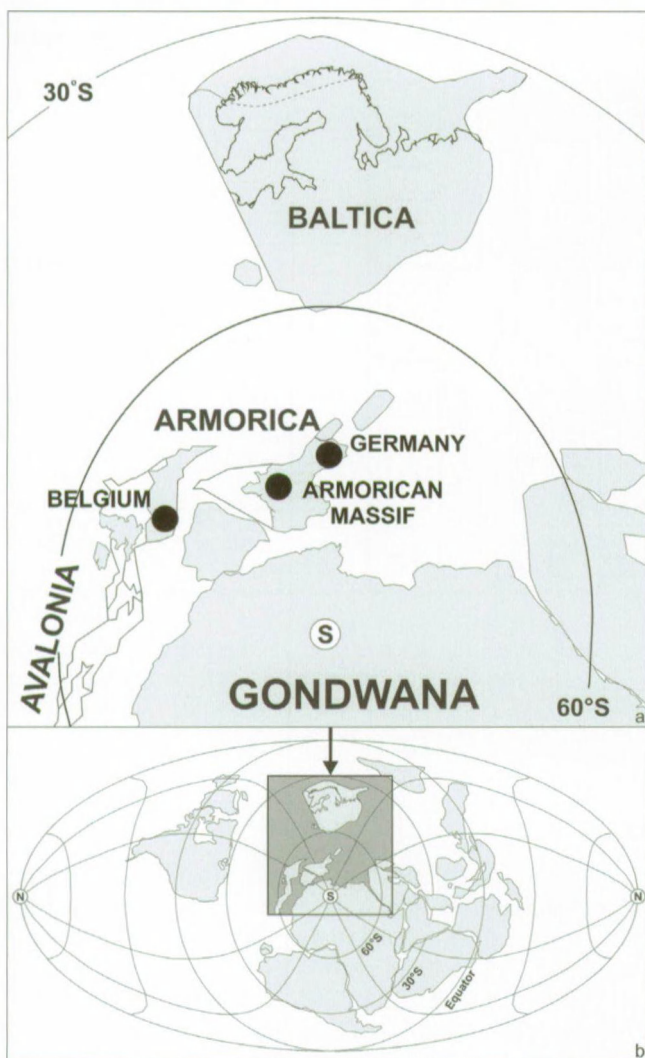 30°S
BALTICA
ARMORICA
GERMANY
BELGIUM
ARMORICAN
MASSIF
AVALONIA
S
GONDWANA
60°S
a
N
S
N
60°S
30°S
Equator
b